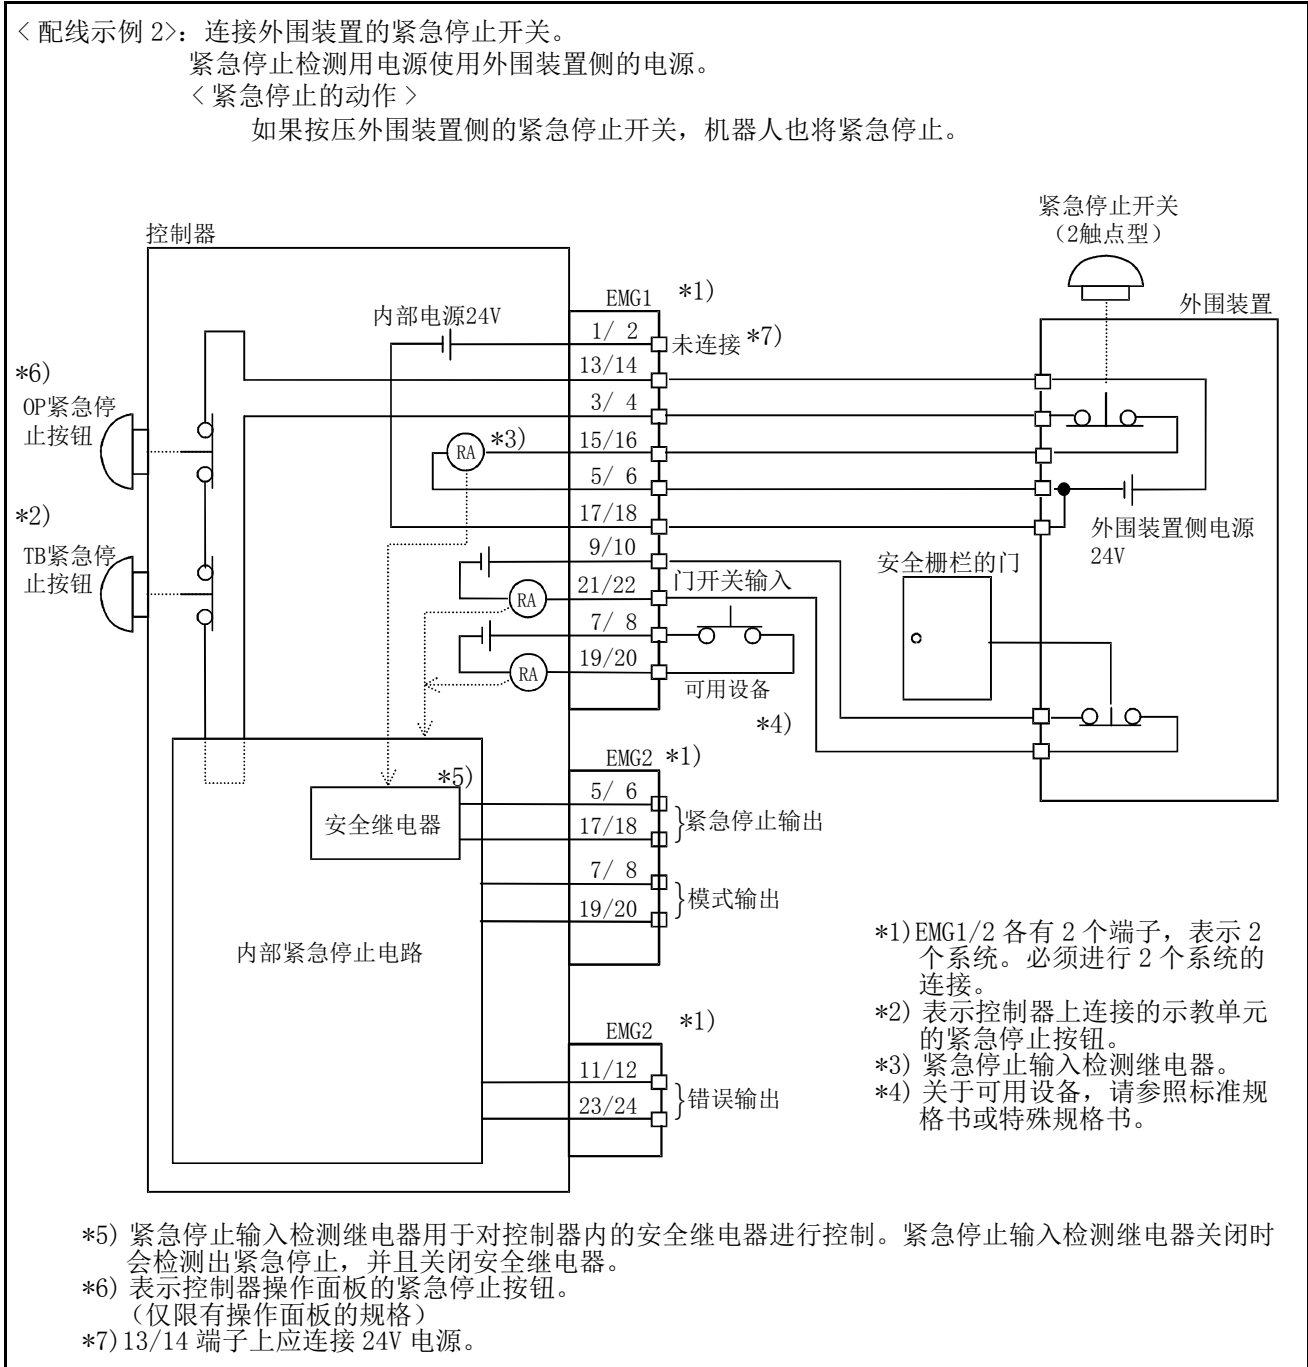 <配线示例 2>：连接外围装置的紧急停止开关。
紧急停止检测用电源使用外围装置侧的电源。
<紧急停止的动作>
如果按压外围装置侧的紧急停止开关，机器人也将紧急停止。
紧急停止开关
（2触点型）
控制器
外围装置
EMG1 *1)
内部电源24V
1/ 2
未连接 *7)
13/14
*6)
OP紧急停
止按钮
3/ 4
RA *3)
15/16
5/ 6
*2)
17/18
外围装置侧电源
24V
TB紧急停
止按钮
9/10
安全栅栏的门
RA
21/22
门开关输入
7/ 8
RA
19/20
可用设备
*4)
EMG2 *1)
*5)
5/ 6
安全继电器
紧急停止输出
17/18
7/ 8
模式输出
19/20
内部紧急停止电路
EMG2 *1)
11/12
错误输出
23/24
*1)EMG1/2 各有 2 个端子，表示 2
个系统。必须进行 2 个系统的
连接。
*2) 表示控制器上连接的示教单元
的紧急停止按钮。
*3) 紧急停止输入检测继电器。
*4) 关于可用设备，请参照标准规
格书或特殊规格书。
*5) 紧急停止输入检测继电器用于对控制器内的安全继电器进行控制。紧急停止输入检测继电器关闭时
会检测出紧急停止，并且关闭安全继电器。
*6) 表示控制器操作面板的紧急停止按钮。
（仅限有操作面板的规格）
*7)13/14 端子上应连接 24V 电源。